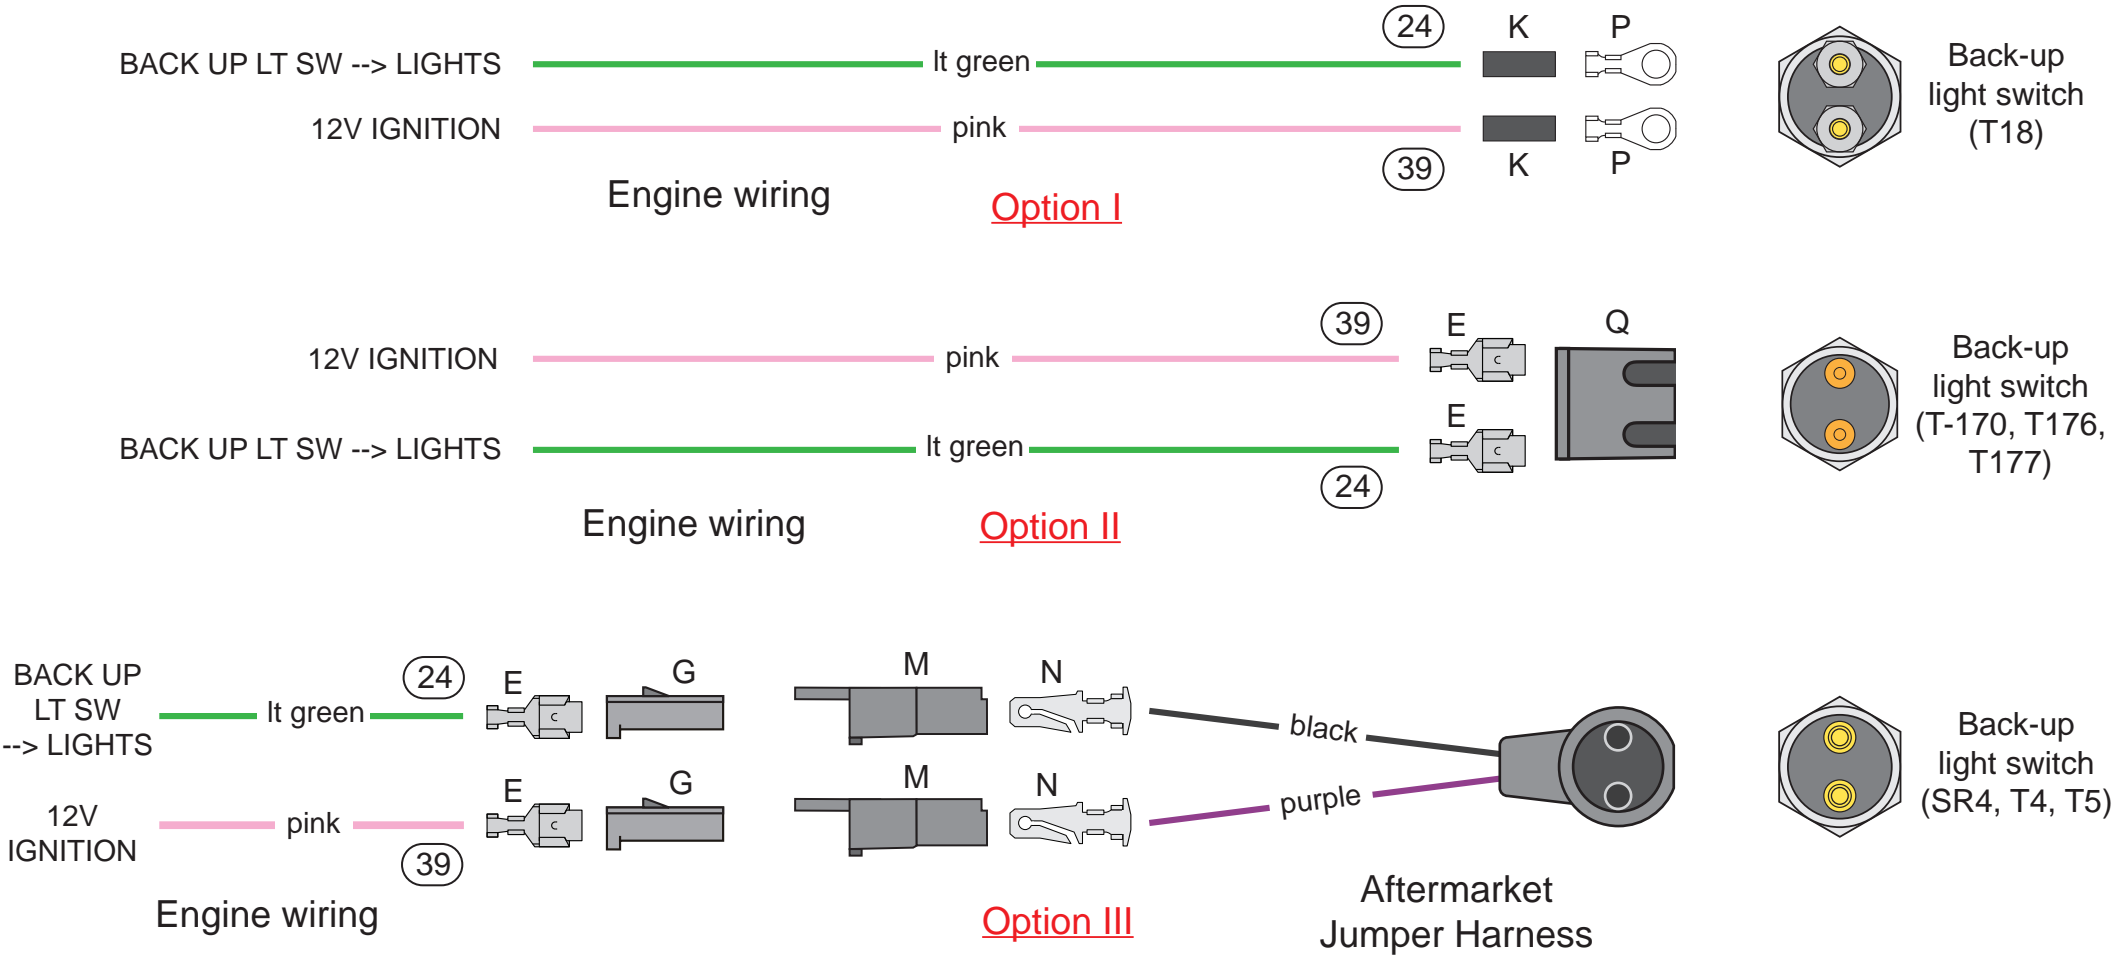 BACK UP LT SW --> LIGHTS
lt green
24
K
P
12V IGNITION
pink
39
K
P
Back-up
light switch
(T18)
Engine wiring
Option I
12V IGNITION
pink
39
E
Q
BACK UP LT SW --> LIGHTS
lt green
E
24
Back-up
light switch
(T-170, T176,
T177)
Engine wiring
Option II
BACK UP
LT SW
--> LIGHTS
lt green
24
E
G
M
N
black
12V
IGNITION
pink
39
E
G
M
N
purple
Back-up
light switch
(SR4, T4, T5)
Engine wiring
Option III
Aftermarket
Jumper Harness